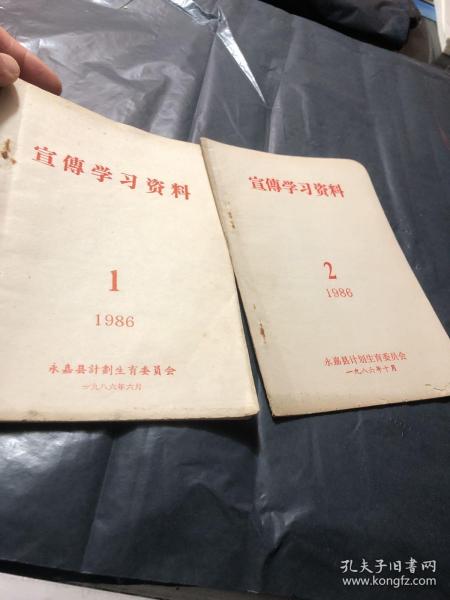 宣傳学习资料
1
1986
永嘉县計劃生育委員会
一九八六年六月
宣傳学习资料
2
1986
永嘉县计划生育委员会
一九八六年十月
孔夫子旧书网
www.kongfz.com